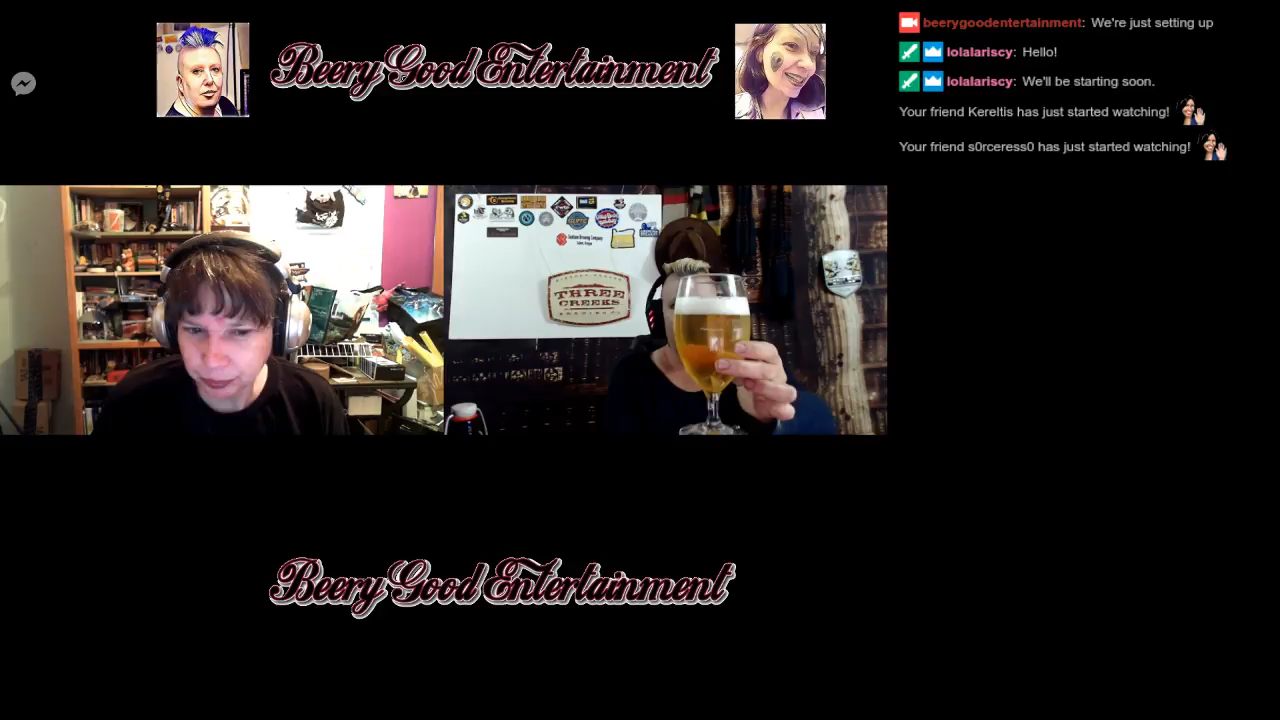 Beery Good Entertainment
beerygoodentertainment: We're just setting up
lolalariscy: Hello!
lolalariscy: We'll be starting soon.
Your friend Kereltis has just started watching!
Your friend s0rceress0 has just started watching!
THREE
CREEKS
Beery Good Entertainment